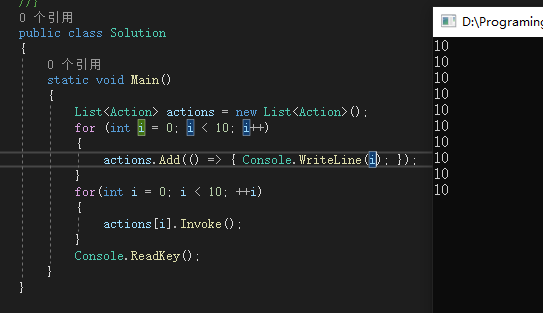 //}
0 个引用
public class Solution
{
0 个引用
static void Main()
{
List<Action> actions = new List<Action>();
for (int i = 0; i < 10; i++)
{
actions.Add(() => { Console.WriteLine(i); });
}
for(int i = 0; i < 10; ++i)
{
actions[i].Invoke();
}
Console.ReadKey();
}
}
D:\Programing
10
10
10
10
10
10
10
10
10
10